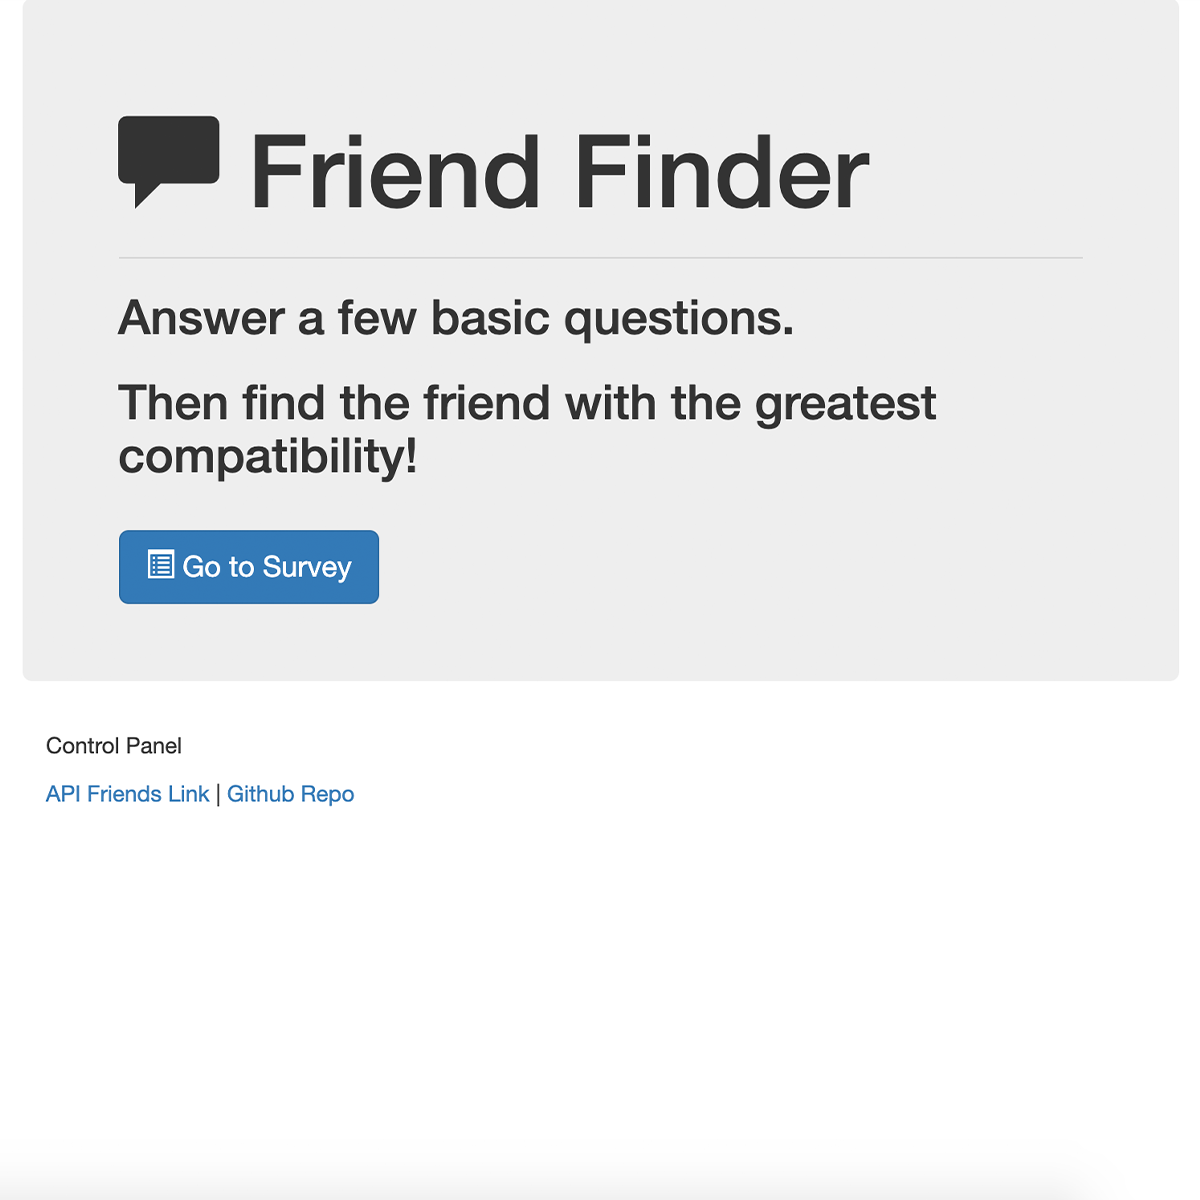 Friend Finder
Answer a few basic questions.
Then find the friend with the greatest
compatibility!
Go to Survey
Control Panel
API Friends Link | Github Repo